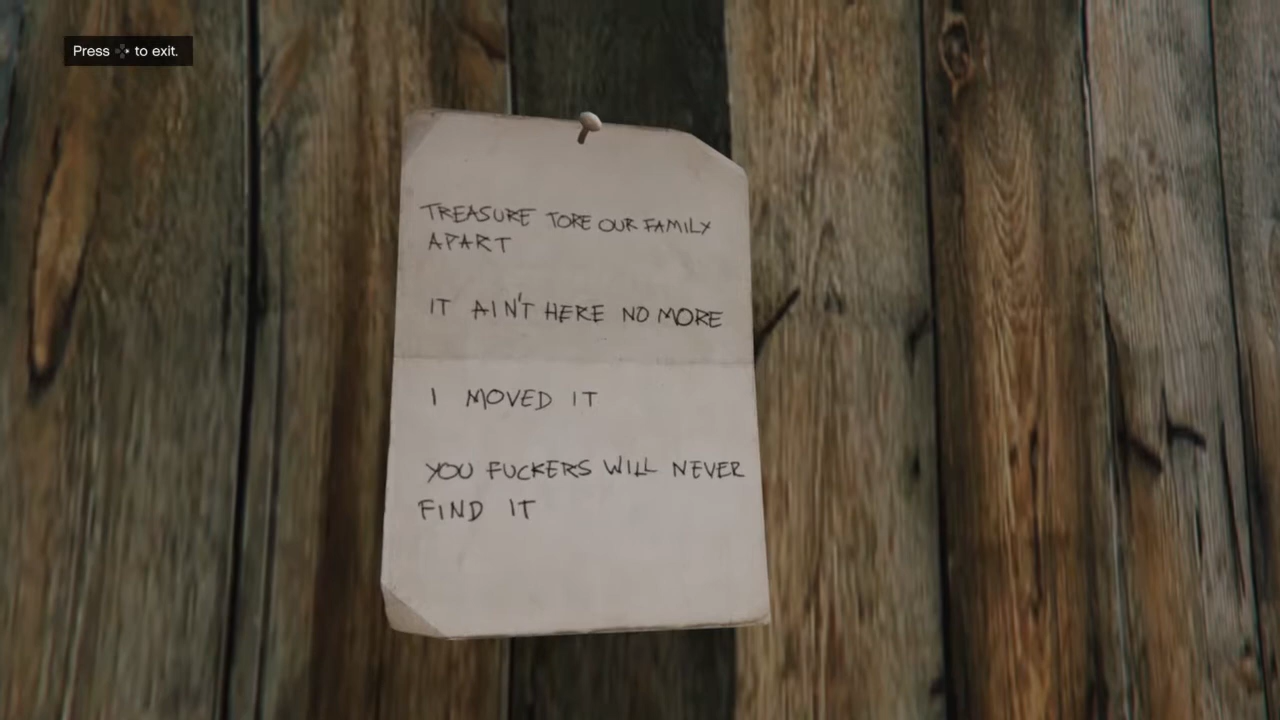 Press to exit.
TREASURE TORE OUR FAMILY
APART
IT AIN'T HERE NO MORE
I MOVED IT
YOU FUCKERS WILL NEVER
FIND IT